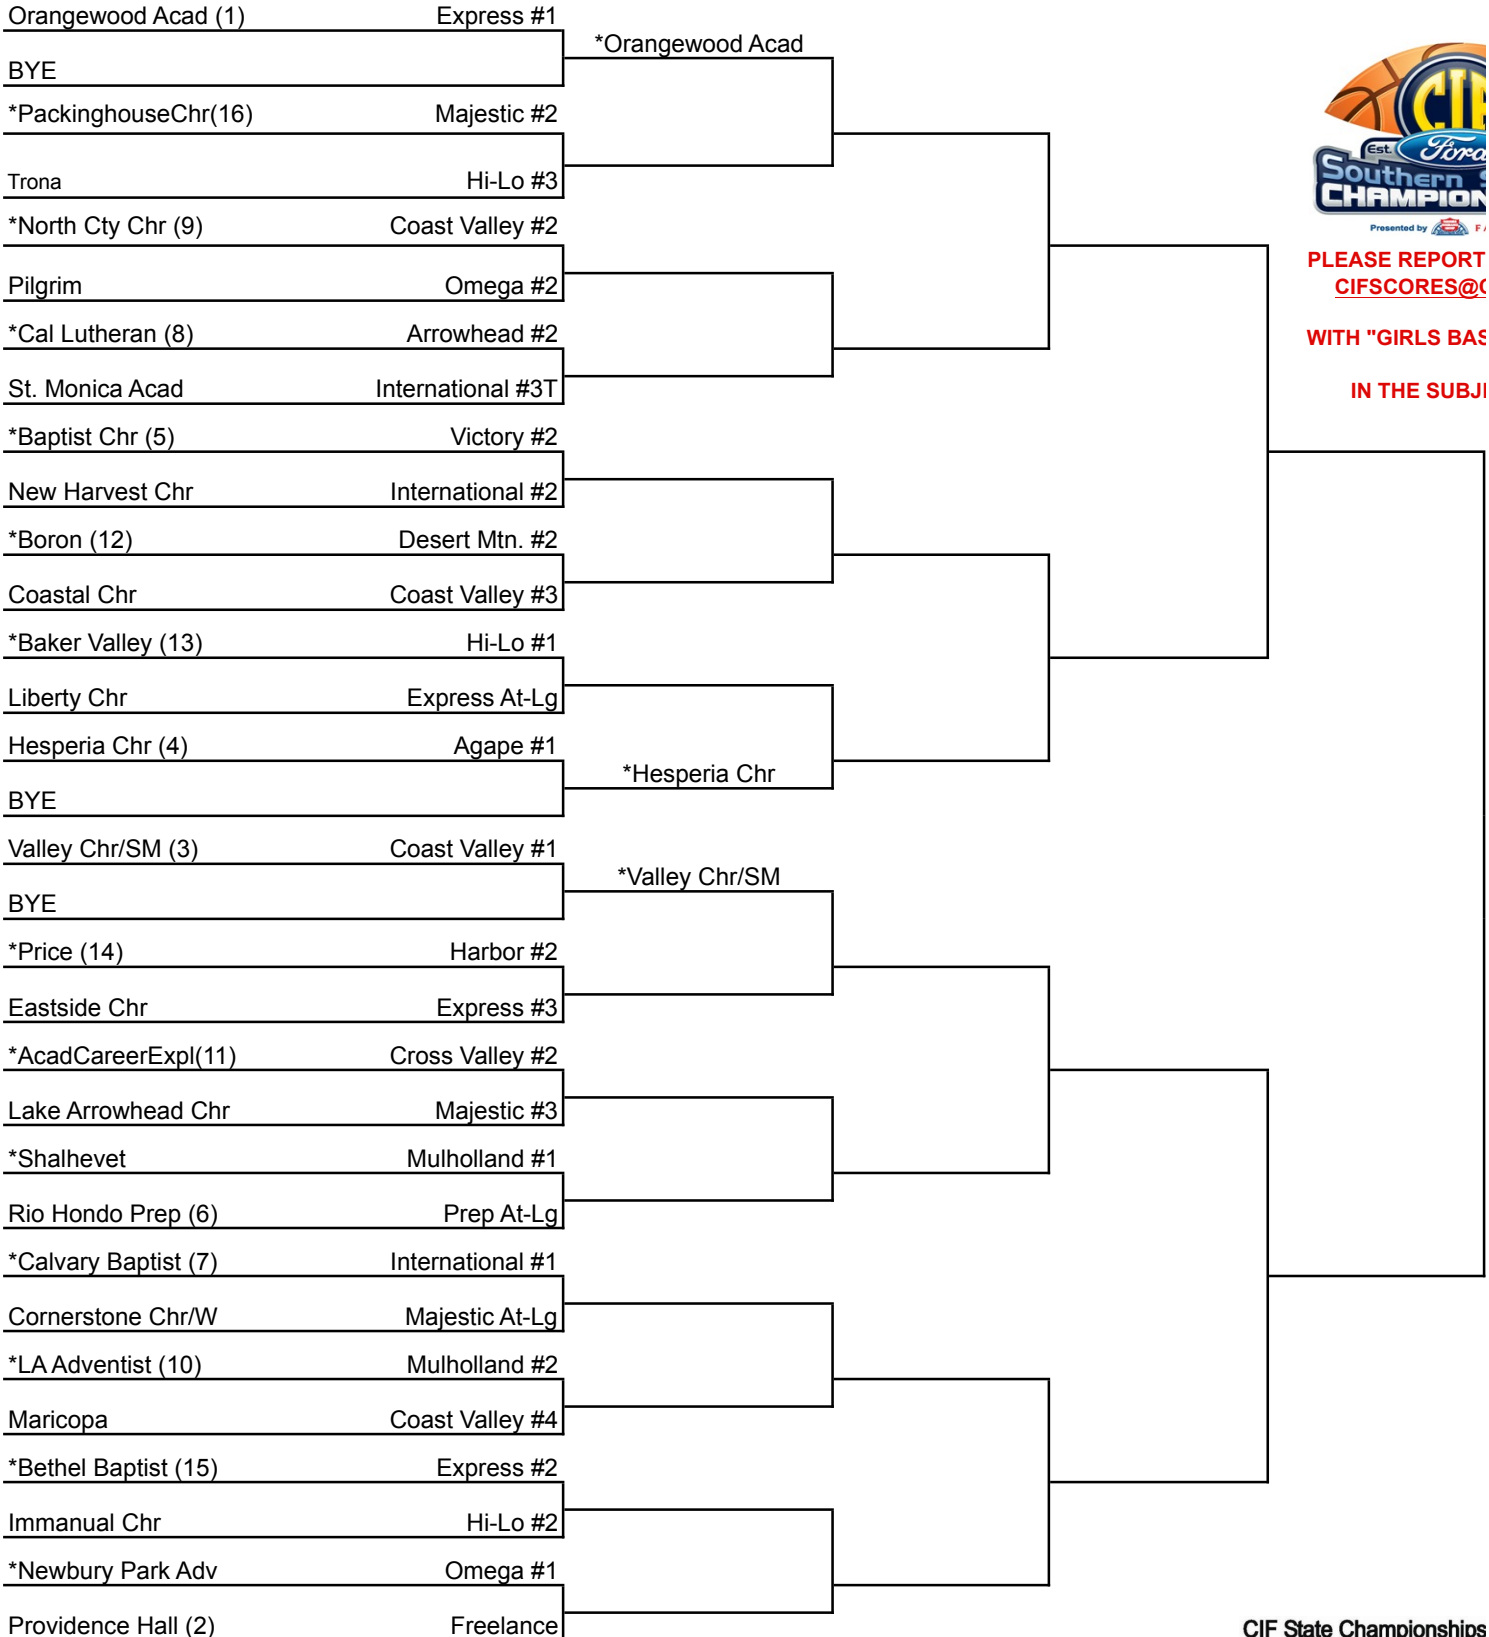 Orangewood Acad (1) Express #1
*Orangewood Acad
BYE
*PackinghouseChr(16) Majestic #2
Trona Hi-Lo #3
*North Cty Chr (9) Coast Valley #2
Pilgrim Omega #2
*Cal Lutheran (8) Arrowhead #2
St. Monica Acad International #3T
*Baptist Chr (5) Victory #2
New Harvest Chr International #2
*Boron (12) Desert Mtn. #2
Coastal Chr Coast Valley #3
*Baker Valley (13) Hi-Lo #1
Liberty Chr Express At-Lg
Hesperia Chr (4) Agape #1
*Hesperia Chr
BYE
Valley Chr/SM (3) Coast Valley #1
*Valley Chr/SM
BYE
*Price (14) Harbor #2
Eastside Chr Express #3
*AcadCareerExpl(11) Cross Valley #2
Lake Arrowhead Chr Majestic #3
*Shalhevet Mulholland #1
Rio Hondo Prep (6) Prep At-Lg
*Calvary Baptist (7) International #1
Cornerstone Chr/W Majestic At-Lg
*LA Adventist (10) Mulholland #2
Maricopa Coast Valley #4
*Bethel Baptist (15) Express #2
Immanual Chr Hi-Lo #2
*Newbury Park Adv Omega #1
Providence Hall (2) Freelance
Est. Ford
Southern
Presented by
PLEASE REPORT
CIFSCORES@
WITH "GIRLS
IN THE
CIF State Championships